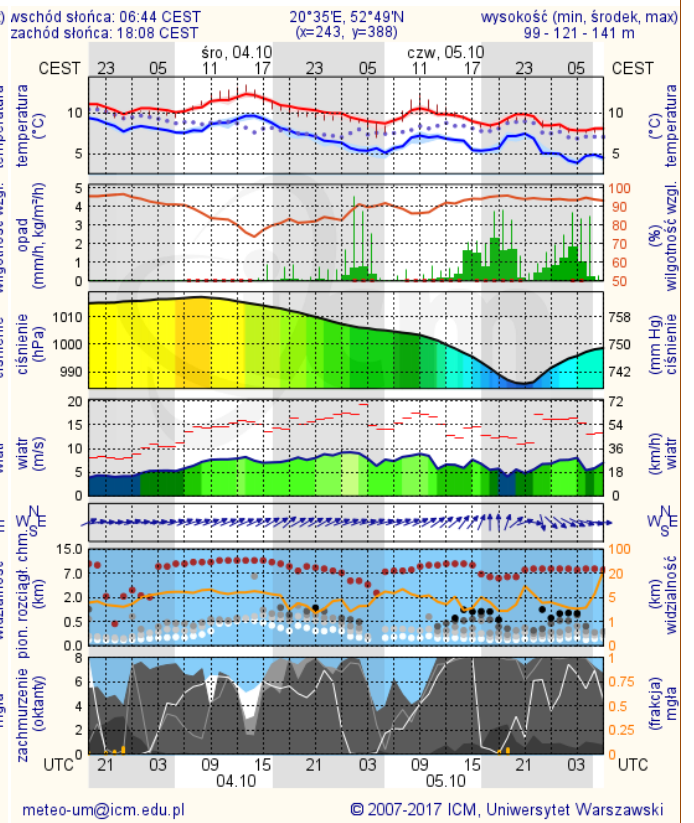 wschód słońca: 06:44 CEST
zachód słońca: 18:08 CEST
20°35'E, 52°49'N
(x=243, y=388)
wysokość (min, środek, max)
99 - 121 - 141 m
śro, 04.10
czw, 05.10
CEST 23 05 11 17 23 05 11 17 23 05 CEST
temperatura
temperatura
(°C)
10
5
10
5
(°C)
temperatura
wilgotność wzgl.
opad
(mm/h, kg/m²/h)
5
4
3
2
1
0
100
90
80
70
60
50
(%)
wilgotność wzgl.
ciśnienie
ciśnienie
(hPa)
1010
1000
990
758
750
742
(mm Hg)
ciśnienie
wiatr
wiatr
(m/s)
20
15
10
5
0
72
54
36
18
0
(km/h)
wiatr
N
W E
S
N
W E
S
widzialność
pion. rozciągł. chm.
(km)
15.0
7.0
2.0
0.5
0.0
100
20
5
1
0
(km)
widzialność
mgła
zachmurzenie
(oktanty)
8
6
4
2
0
1
0.75
0.5
0.25
0
(frakcja)
mgła
UTC 21 03 09 15 21 03 09 15 21 03 UTC
04.10
05.10
meteo-um@icm.edu.pl
© 2007-2017 ICM, Uniwersytet Warszawski